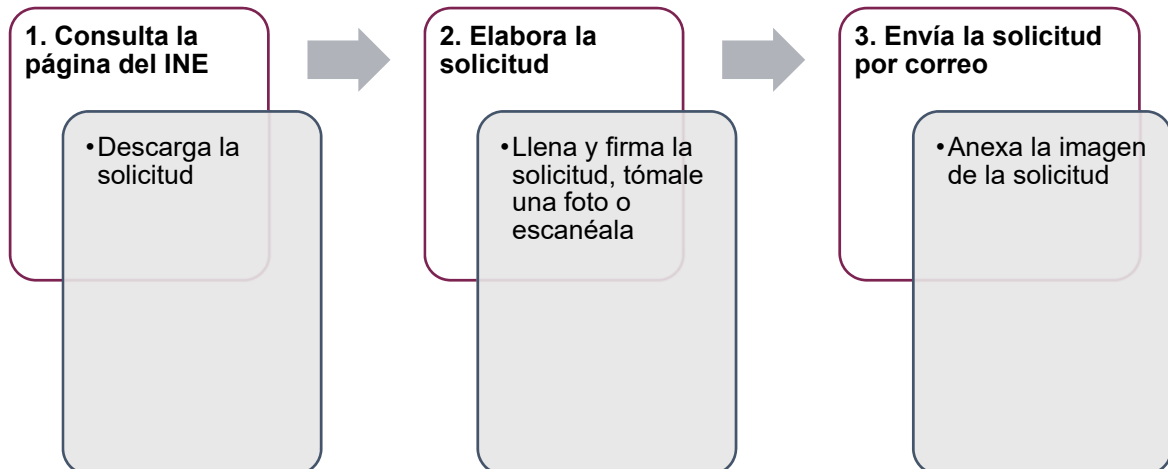 1. Consulta la
página del INE
•Descarga la
solicitud
2. Elabora la
solicitud
•Llena y firma la
solicitud, tómale
una foto o
escanéala
3. Envía la solicitud
por correo
•Anexa la imagen
de la solicitud